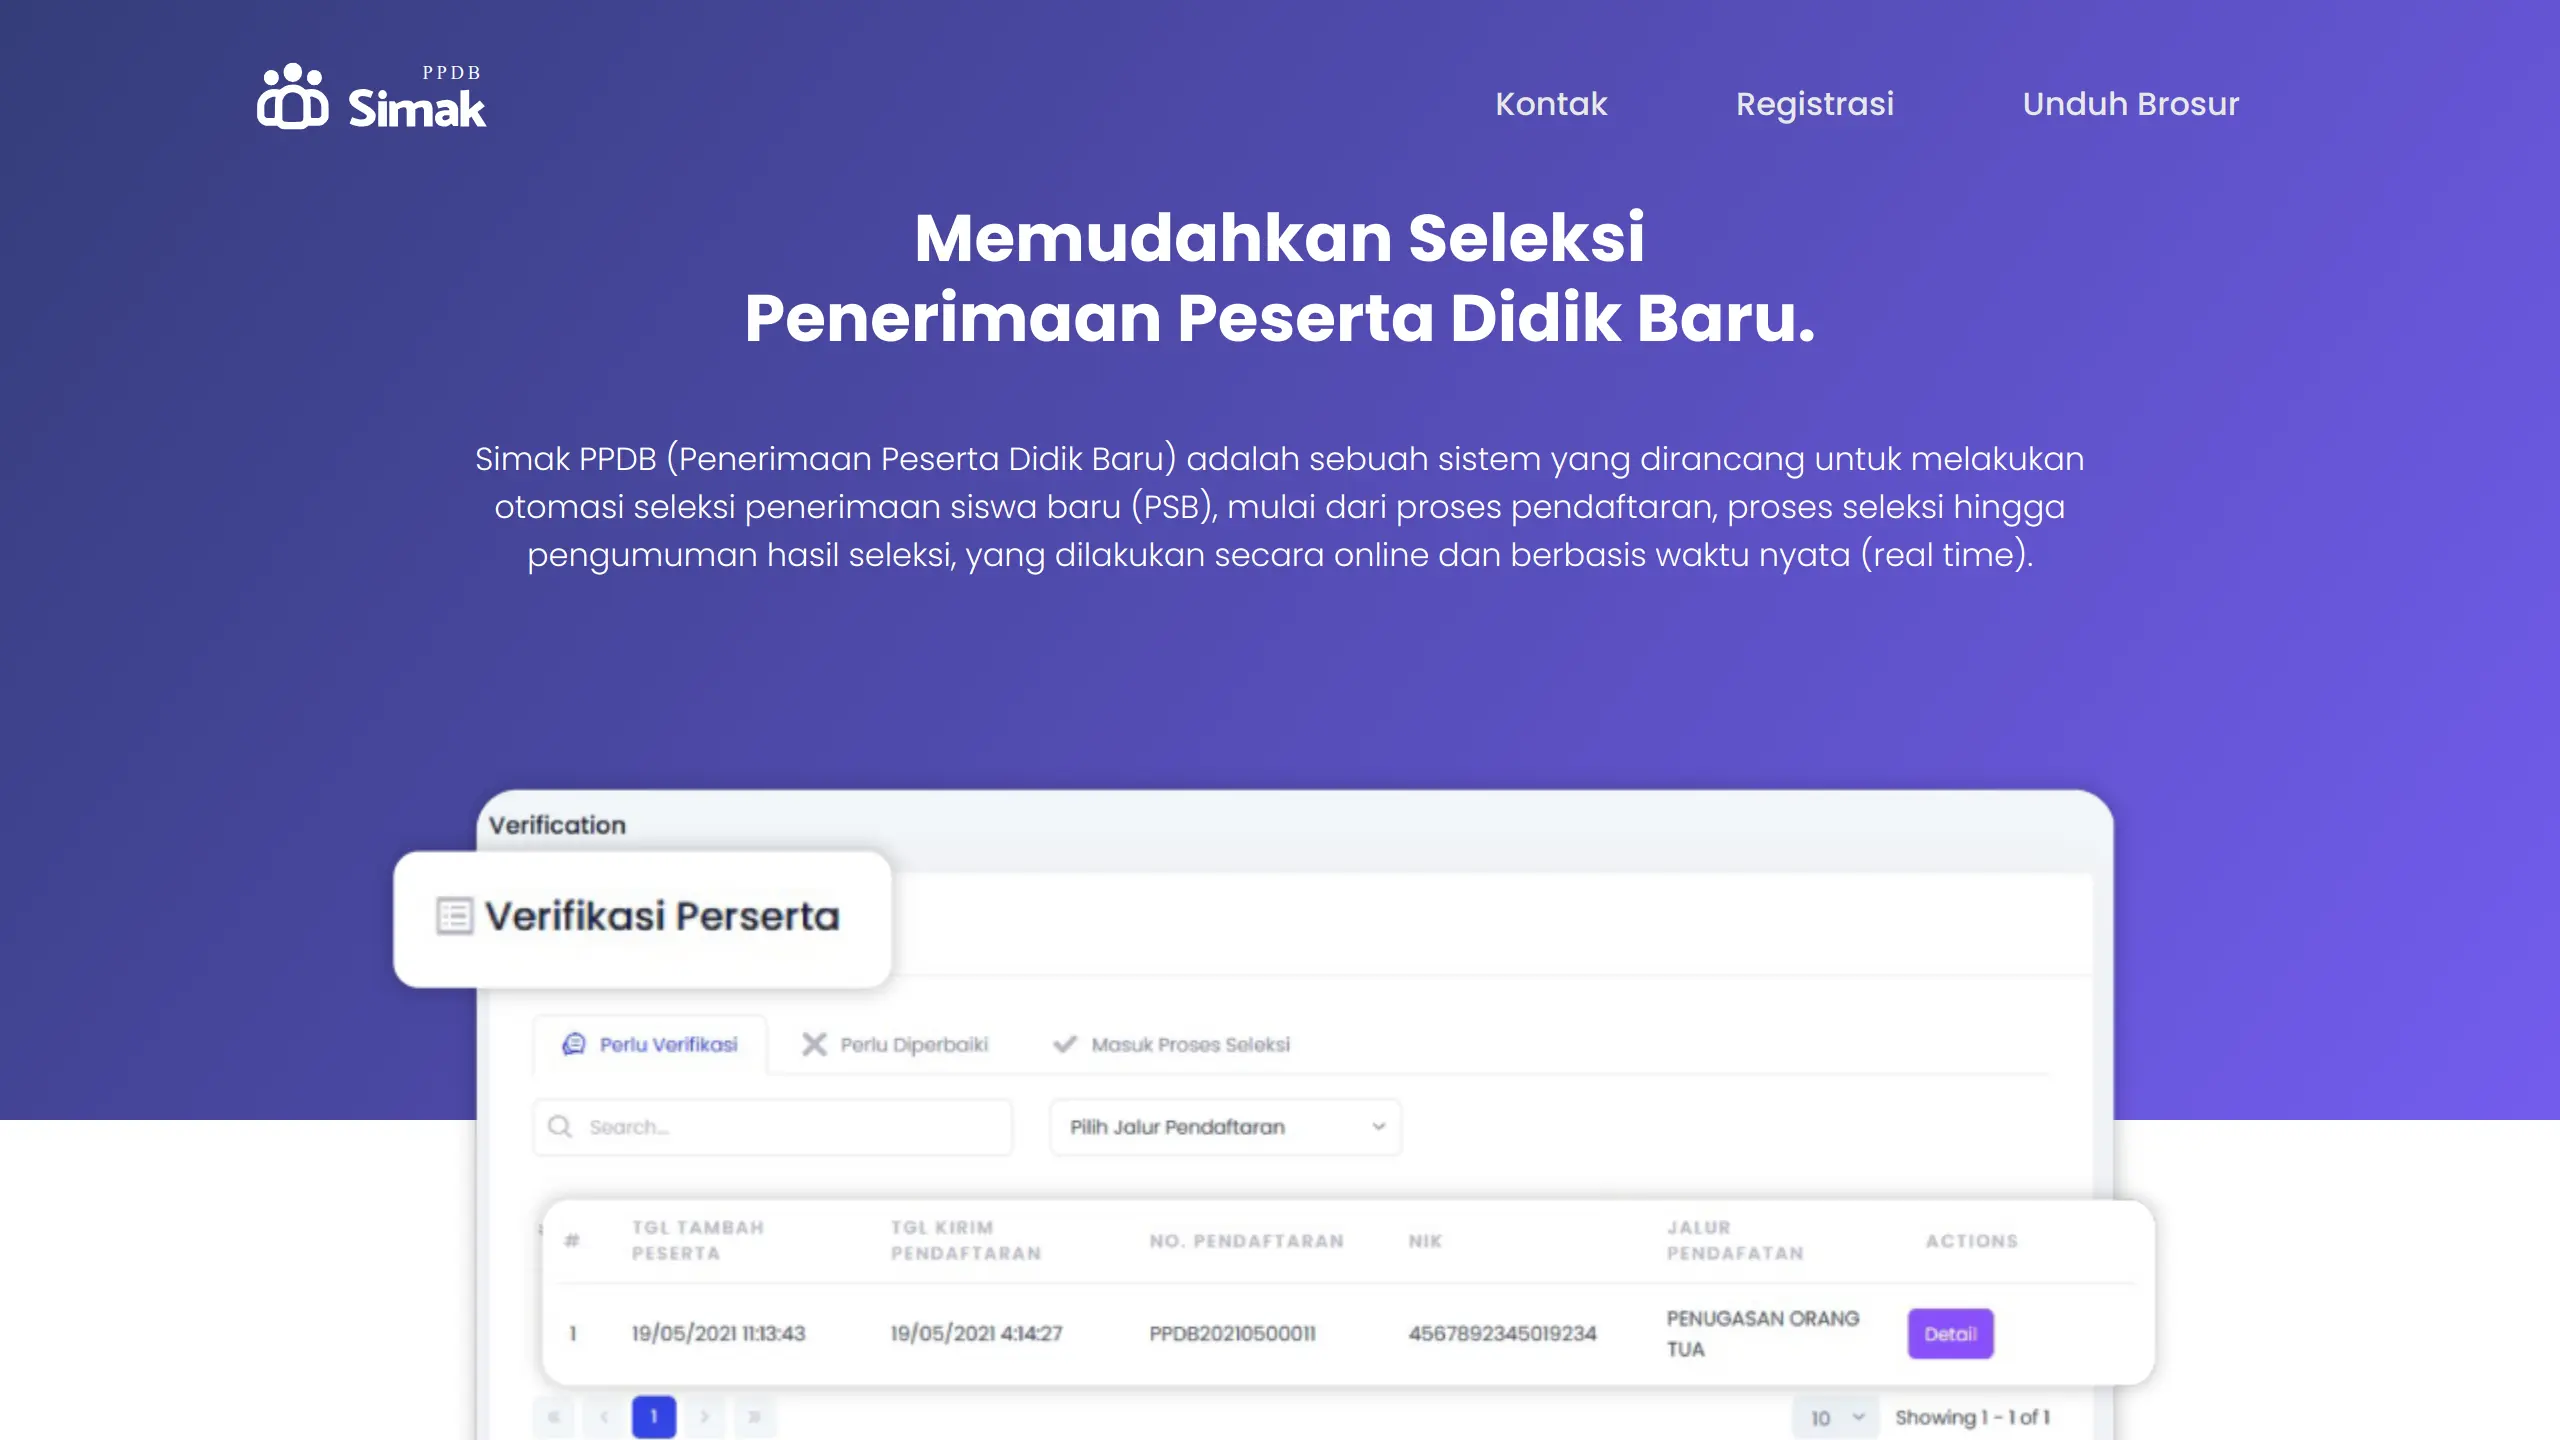 PPDB
Simak
Kontak
Registrasi
Unduh Brosur
Memudahkan Seleksi
Penerimaan Peserta Didik Baru.
Simak PPDB (Penerimaan Peserta Didik Baru) adalah sebuah sistem yang dirancang untuk melakukan
otomasi seleksi penerimaan siswa baru (PSB), mulai dari proses pendaftaran, proses seleksi hingga
pengumuman hasil seleksi, yang dilakukan secara online dan berbasis waktu nyata (real time).
Verification
Verifikasi Perserta
Perlu Verifikasi
Perlu Diperbaiki
Masuk Proses Seleksi
Search...
Pilih Jalur Pendaftaran
#
TGL TAMBAH
PESERTA
TGL KIRIM
PENDAFTARAN
NO. PENDAFTARAN
NIK
JALUR
PENDAFATAN
ACTIONS
1
19/05/2021 11:13:43
19/05/2021 4:14:27
PPDB20210500011
4567892345019234
PENUGASAN ORANG
TUA
Detail
« ‹ 1 › »
10
Showing 1 - 1 of 1